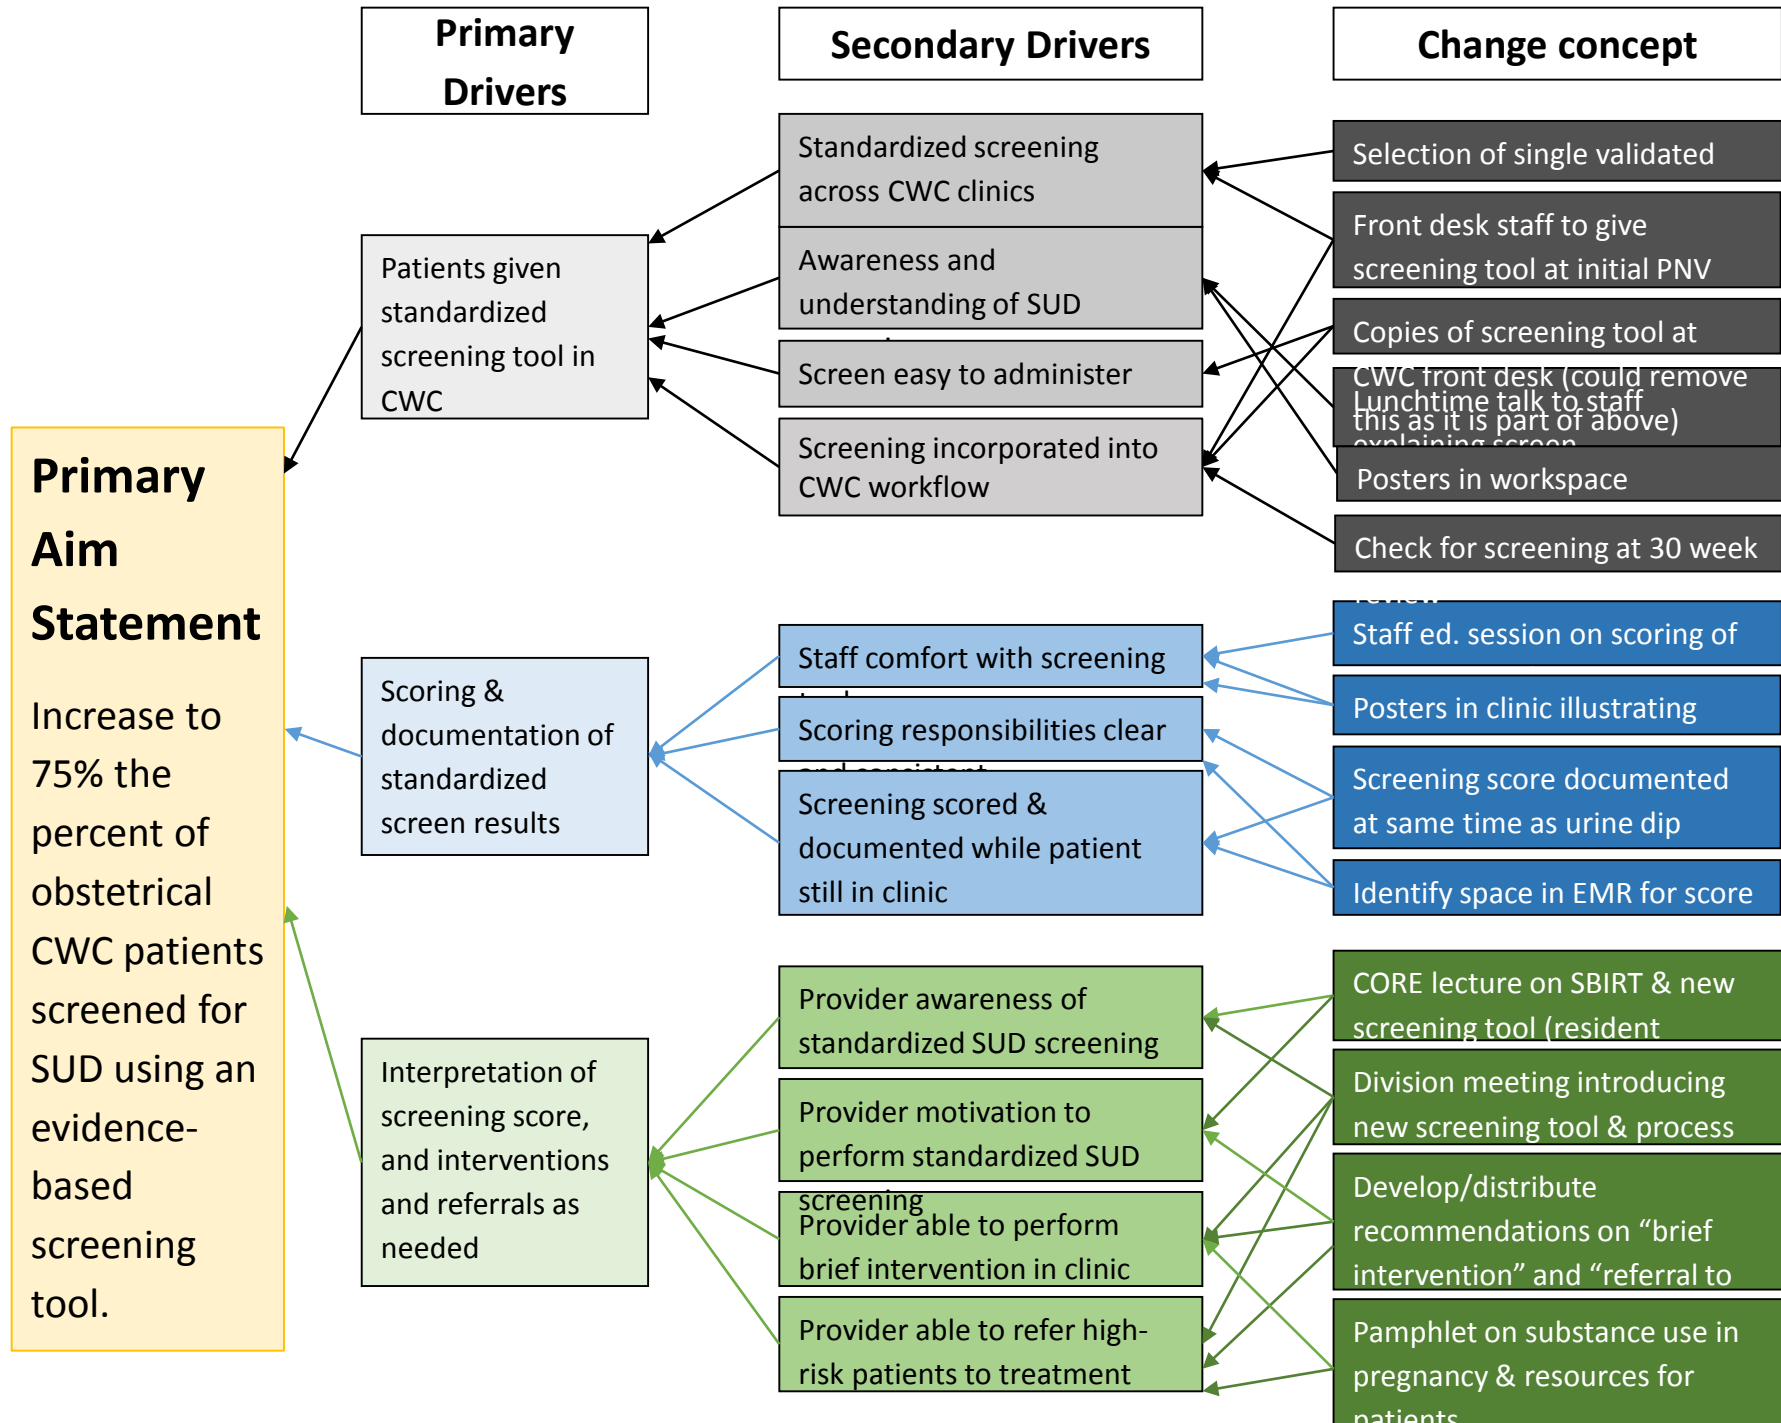 Primary
Drivers
Secondary Drivers
Change concept
Primary
Aim
Statement
Increase to
75% the
percent of
obstetrical
CWC patients
screened for
SUD using an
evidence-
based
screening
tool.
Patients given
standardized
screening tool in
CWC
Standardized screening
across CWC clinics
Awareness and
understanding of SUD
Screen easy to administer
Screening incorporated into
CWC workflow
Selection of single validated
Front desk staff to give
screening tool at initial PNV
Copies of screening tool at
CWC front desk (could remove
this as it is part of above)
Lunchtime talk to staff
explaining screen
Posters in workspace
Check for screening at 30 week
review
Scoring &
documentation of
standardized
screen results
Staff comfort with screening
Scoring responsibilities clear
and consistent
Screening scored &
documented while patient
still in clinic
Staff ed. session on scoring of
Posters in clinic illustrating
Screening score documented
at same time as urine dip
Identify space in EMR for score
Interpretation of
screening score,
and interventions
and referrals as
needed
Provider awareness of
standardized SUD screening
Provider motivation to
perform standardized SUD
screening
Provider able to perform
brief intervention in clinic
Provider able to refer high-
risk patients to treatment
CORE lecture on SBIRT & new
screening tool (resident
Division meeting introducing
new screening tool & process
Develop/distribute
recommendations on “brief
intervention” and “referral to
Pamphlet on substance use in
pregnancy & resources for
patients